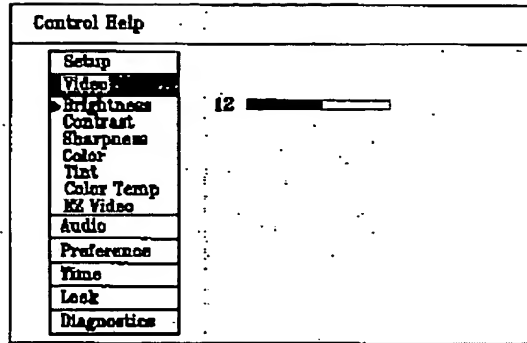 Control Help
Setup
Video
Brightness 12
Contrast
Sharpness
Color
Tint
Color Temp
EZ Video
Audio
Preference
Time
Lock
Diagnostics